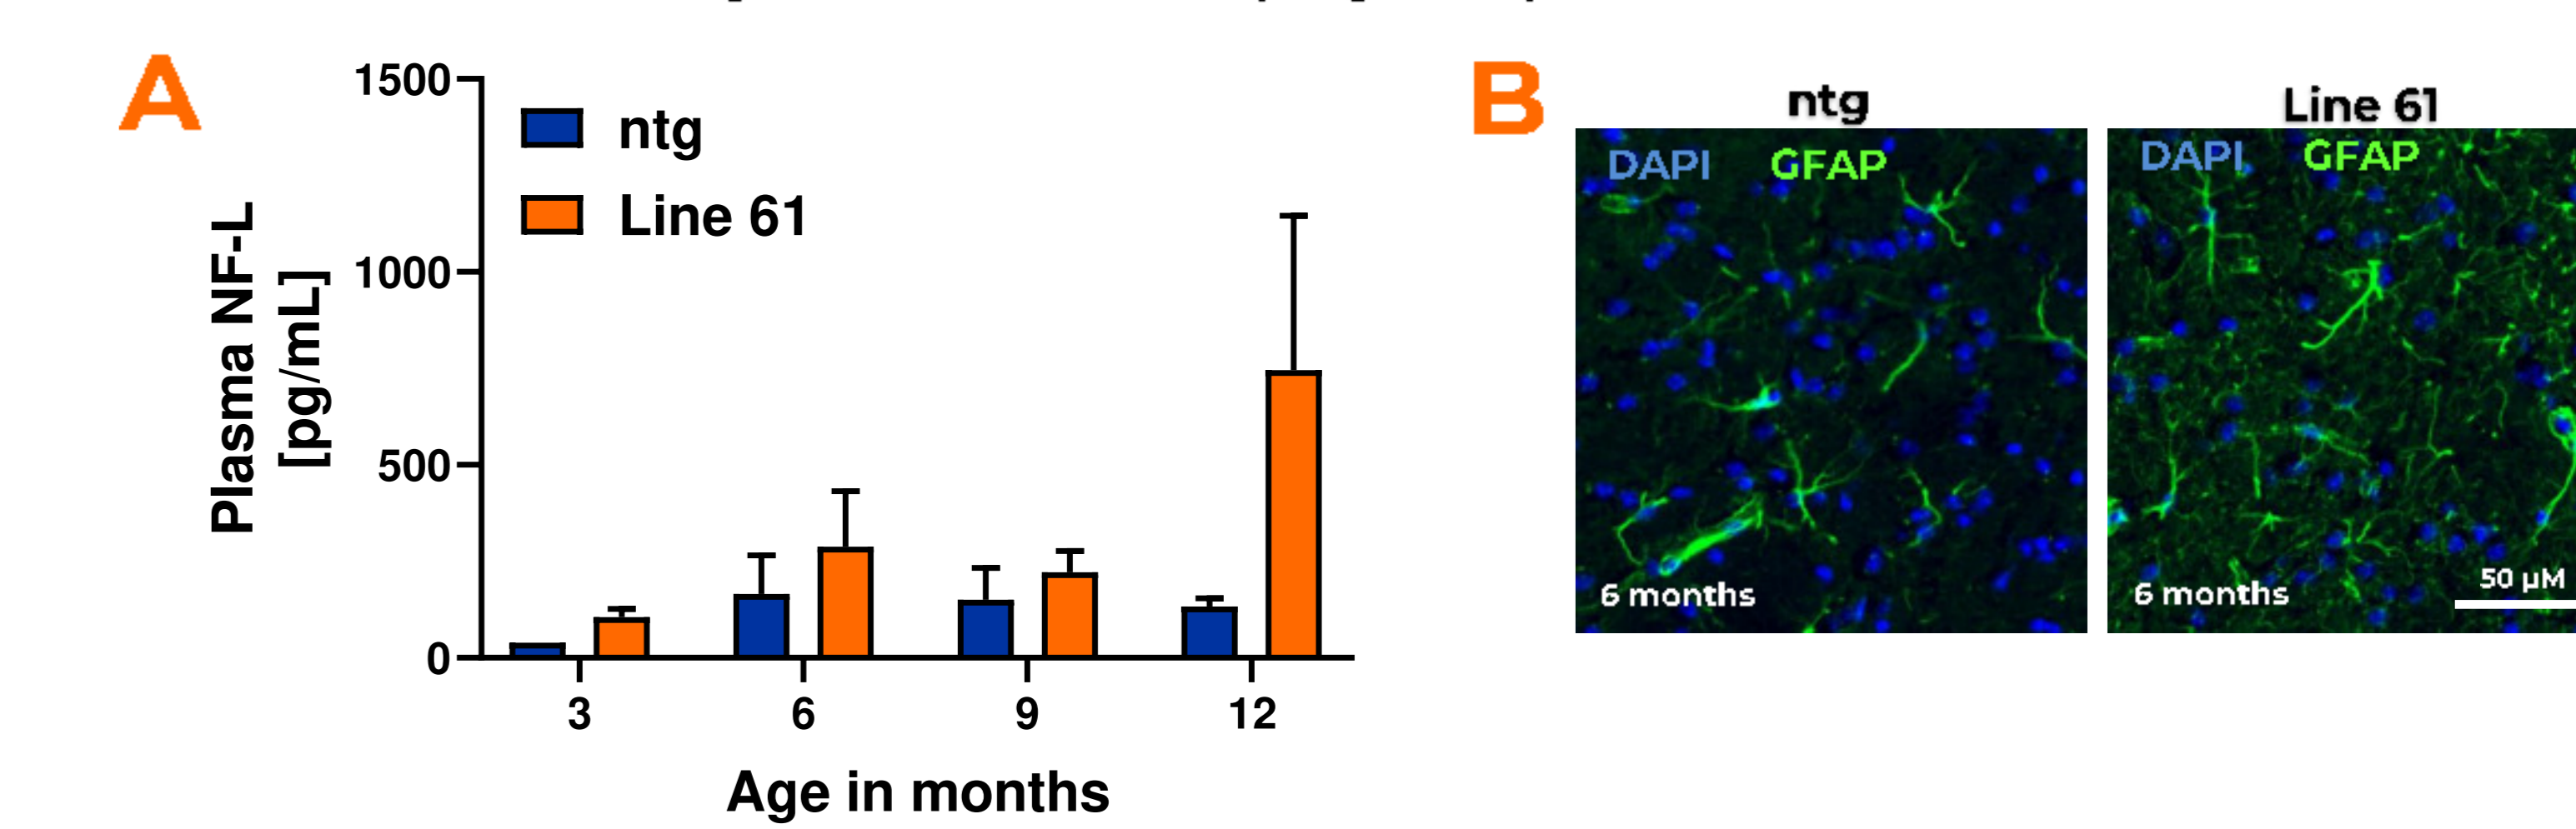 A
1500
1000
500
0
Plasma NF-L
[pg/mL]
ntg
Line 61
3 6 9 12
Age in months
B
ntg
DAPI GFAP
6 months
Line 61
DAPI GFAP
6 months
50 µM